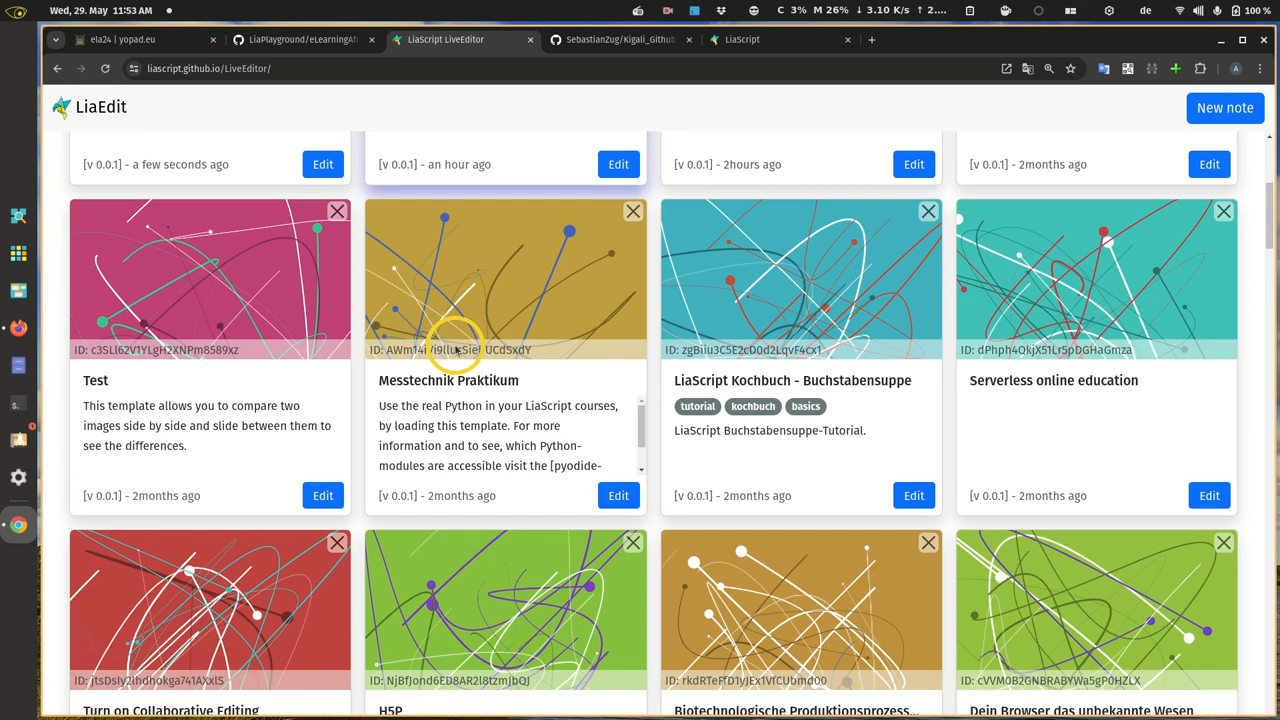 Wed, 29. May 11:53 AM
C 3% M 26% ↓ 3.10 K/s ↑ 2....
de
100 %
ela24 | yopad.eu
LiaPlayground/eLearningAfr
LiaScript LiveEditor
SebastianZug/Kigali_Github
LiaScript
liascript.github.io/LiveEditor/
A
LiaEdit
New note
[v 0.0.1] - a few seconds ago
Edit
[v 0.0.1] - an hour ago
Edit
[v 0.0.1] - 2hours ago
Edit
[v 0.0.1] - 2months ago
Edit
ID: c3SLl62V1YLgH2XNPm8589xz
Test
This template allows you to compare two
images side by side and slide between them to
see the differences.
[v 0.0.1] - 2months ago
Edit
Messtechnik Praktikum
Use the real Python in your LiaScript courses,
by loading this template. For more
information and to see, which Python-
modules are accessible visit the [pyodide-
[v 0.0.1] - 2months ago
Edit
ID: zgBiiu3C5E2cD0d2LqvF4cx1
LiaScript Kochbuch - Buchstabensuppe
tutorial kochbuch basics
LiaScript Buchstabensuppe-Tutorial.
[v 0.0.1] - 2months ago
Edit
ID: dPhph4QkjX51Lr5pDGHaGmza
Serverless online education
[v 0.0.1] - 2months ago
Edit
ID: jtsDsIy2ihdhokga741AXxlS
Turn on Collaborative Editing
ID: NjBfJond6ED8AR2l8tzmJbQJ
H5P
ID: rkdRTeFfD1yJEx1VfCUbmd00
Biotechnologische Produktionsprozess...
ID: cVVM0B2GNBRABYWa5gP0HZLX
Dein Browser das unbekannte Wesen